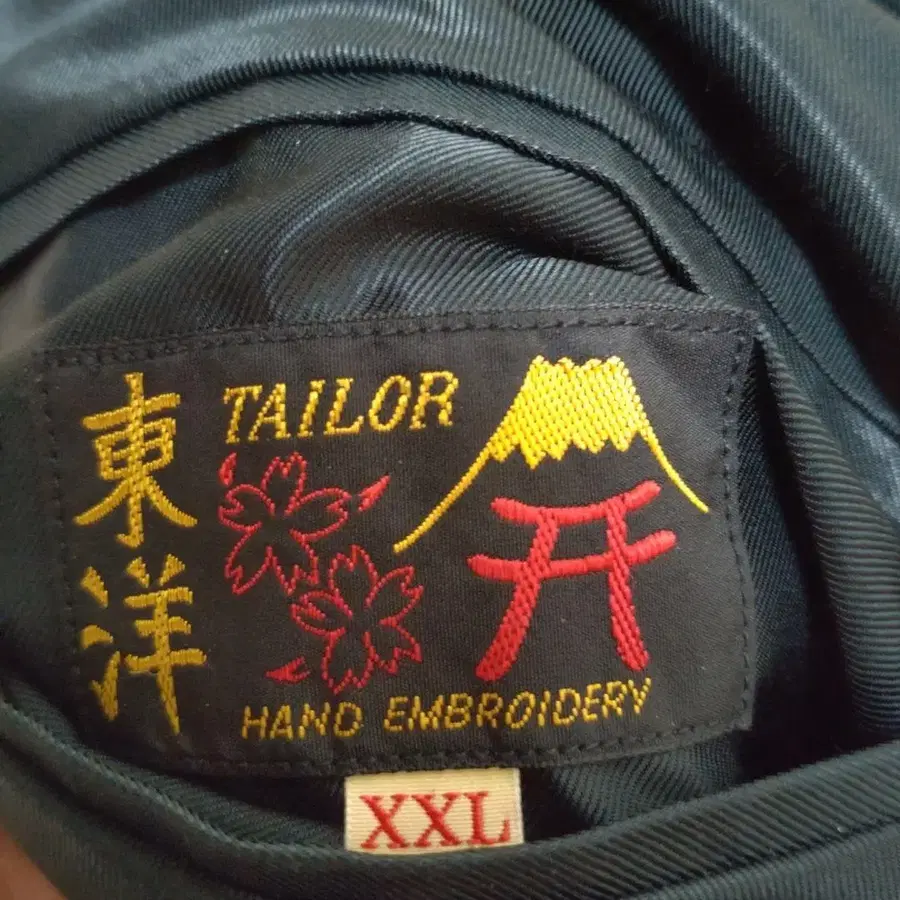 東洋
TAILOR
HAND EMBROIDERY
XXL